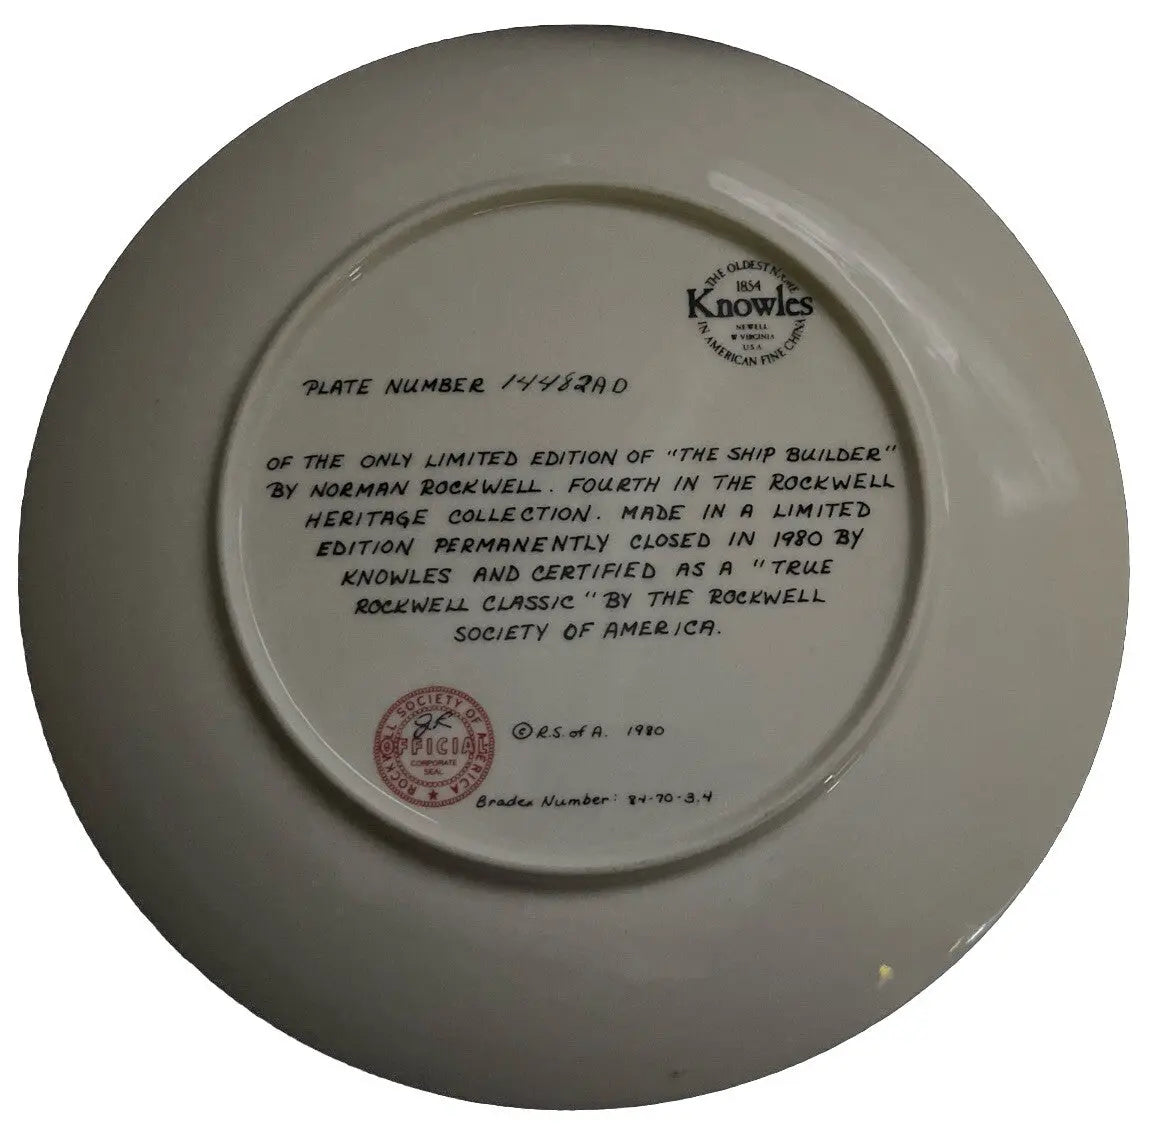 THE OLDEST NAME
1854
Knowles
NEWELL
W VIRGINIA
USA
IN AMERICAN FINE CHINA
PLATE NUMBER 14482AD
OF THE ONLY LIMITED EDITION OF "THE SHIP BUILDER"
BY NORMAN ROCKWELL. FOURTH IN THE ROCKWELL
HERITAGE COLLECTION. MADE IN A LIMITED
EDITION PERMANENTLY CLOSED IN 1980 BY
KNOWLES AND CERTIFIED AS A "TRUE
ROCKWELL CLASSIC" BY THE ROCKWELL
SOCIETY OF AMERICA.
ROCKWELL SOCIETY OF AMERICA
JR
OFFICIAL
CORPORATE
SEAL
© R.S. of A. 1980
Bradex Number: 84-70-3.4